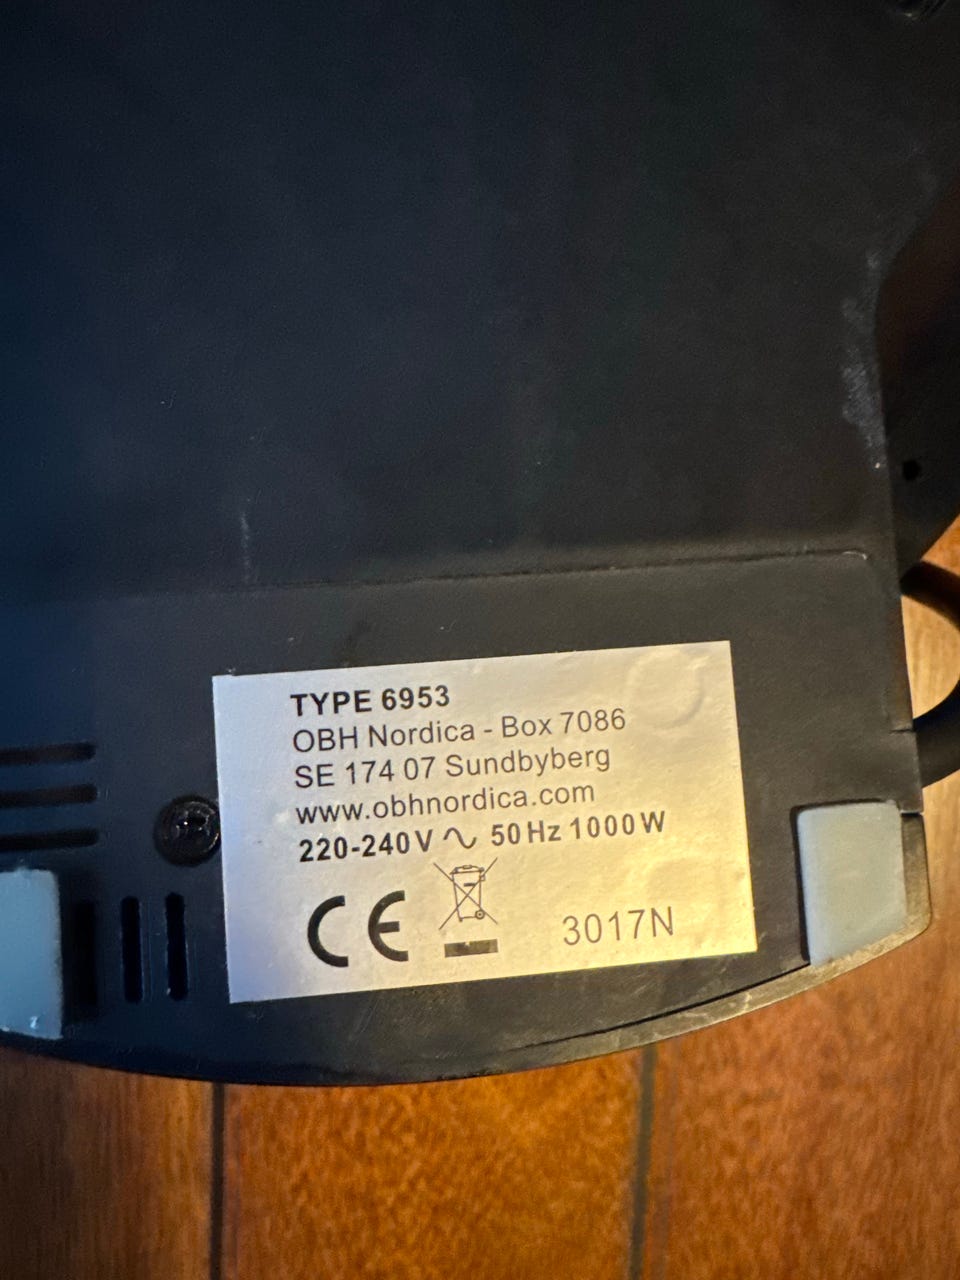 TYPE 6953
OBH Nordica - Box 7086
SE 174 07 Sundbyberg
www.obhnordica.com
220-240V ∿ 50Hz 1000W
CE
3017N